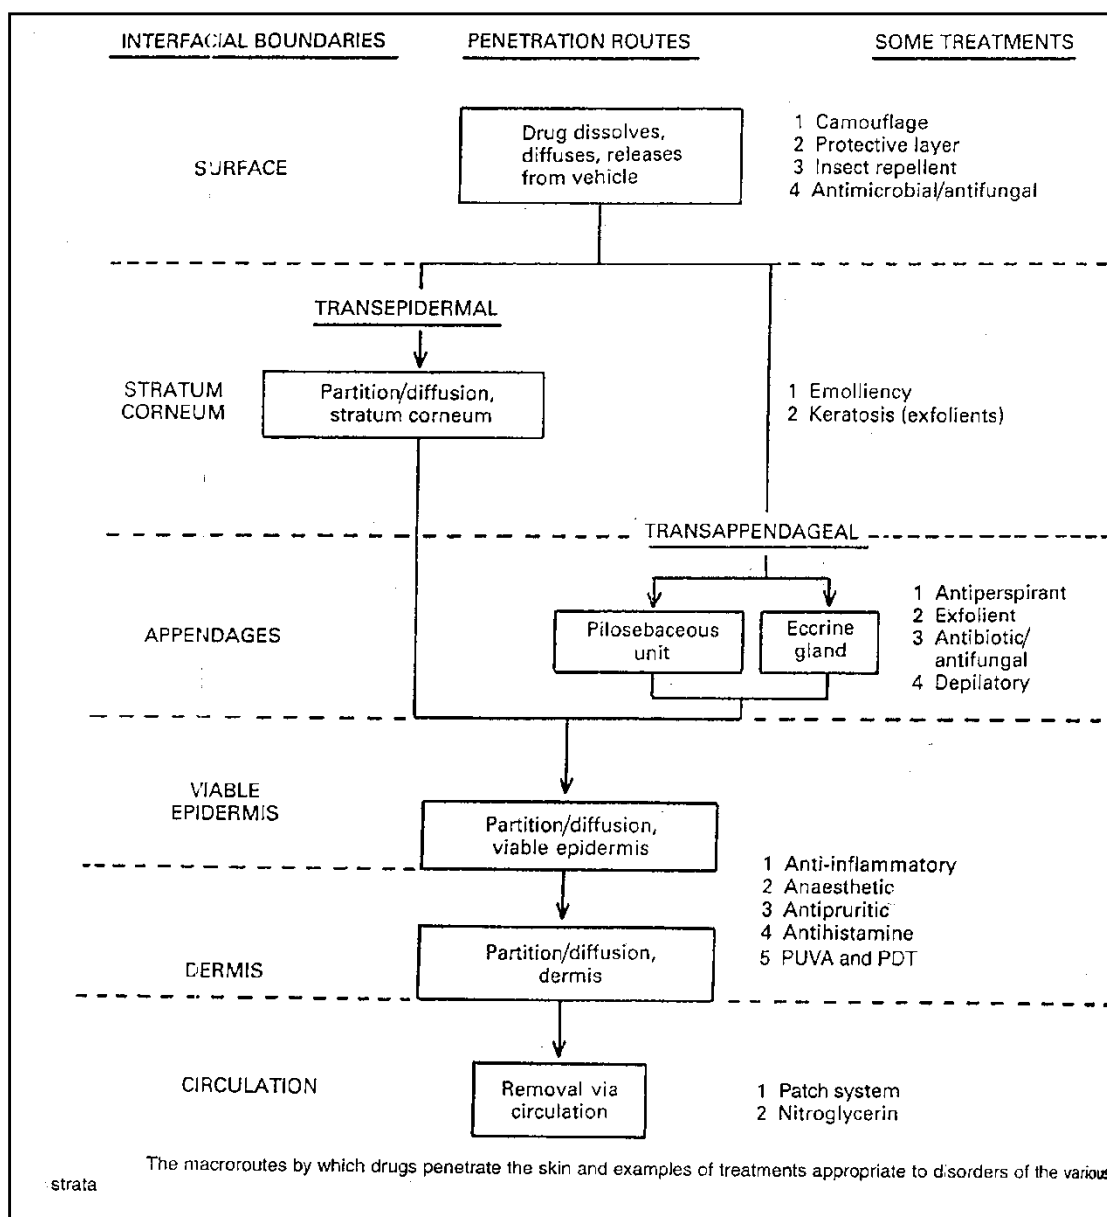 INTERFACIAL BOUNDARIES
PENETRATION ROUTES
SOME TREATMENTS
SURFACE
Drug dissolves,
diffuses, releases
from vehicle
1 Camouflage
2 Protective layer
3 Insect repellent
4 Antimicrobial/antifungal
TRANSEPIDERMAL
STRATUM
CORNEUM
Partition/diffusion,
stratum corneum
1 Emolliency
2 Keratosis (exfolients)
TRANSAPPENDAGEAL
APPENDAGES
Pilosebaceous
unit
Eccrine
gland
1 Antiperspirant
2 Exfolient
3 Antibiotic/
antifungal
4 Depilatory
VIABLE
EPIDERMIS
Partition/diffusion,
viable epidermis
DERMIS
Partition/diffusion,
dermis
1 Anti-inflammatory
2 Anaesthetic
3 Antipruritic
4 Antihistamine
5 PUVA and PDT
CIRCULATION
Removal via
circulation
1 Patch system
2 Nitroglycerin
The macroroutes by which drugs penetrate the skin and examples of treatments appropriate to disorders of the various
strata